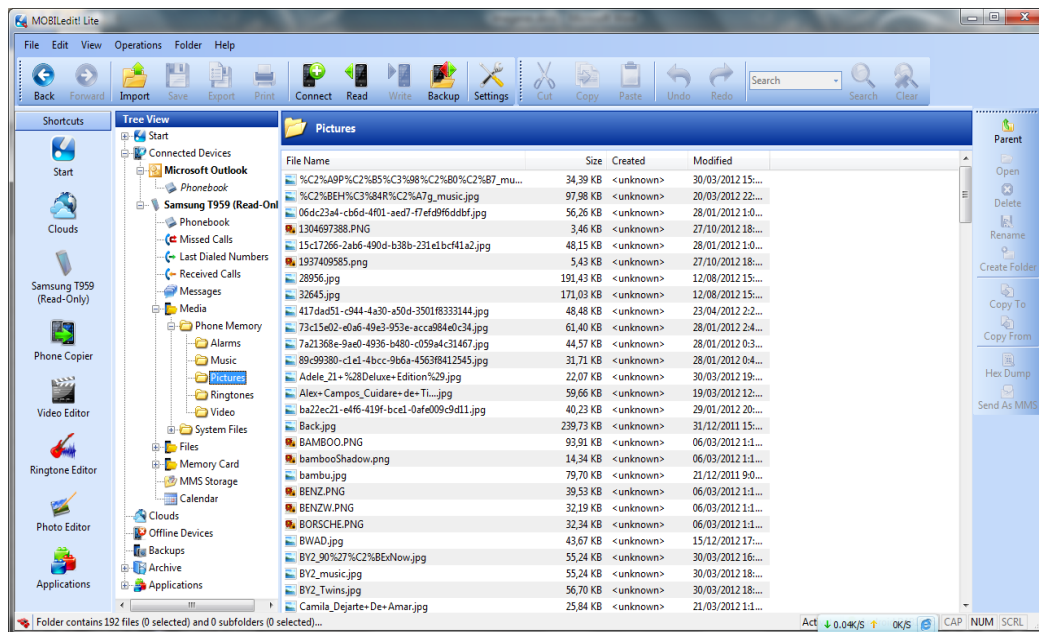 MOBILedit! Lite
File Edit View Operations Folder Help
Back Forward Import Save Export Print Connect Read Write Backup Settings Cut Copy Paste Undo Redo Search Search Clear
Shortcuts
Start
Clouds
Samsung T959
(Read-Only)
Phone Copier
Video Editor
Ringtone Editor
Photo Editor
Applications
Tree View
Start
Connected Devices
Microsoft Outlook
Phonebook
Samsung T959 (Read-Onl
Phonebook
Missed Calls
Last Dialed Numbers
Received Calls
Messages
Media
Phone Memory
Alarms
Music
Pictures
Ringtones
Video
System Files
Files
Memory Card
MMS Storage
Calendar
Clouds
Offline Devices
Backups
Archive
Applications
Pictures
File Name Size Created Modified
%C2%A9P%C2%B5%C3%98%C2%B0%C2%B7_mu... 34,39 KB <unknown> 30/03/2012 15:...
%C2%BEH%C3%84R%C2%A7g_music.jpg 97,98 KB <unknown> 20/03/2012 22:...
06dc23a4-cb6d-4f01-aed7-f7efd9f6ddbf.jpg 56,26 KB <unknown> 28/01/2012 1:0...
1304697388.PNG 3,46 KB <unknown> 27/10/2012 18:...
15c17266-2ab6-490d-b38b-231e1bcf41a2.jpg 48,15 KB <unknown> 28/01/2012 1:0...
1937409585.png 5,43 KB <unknown> 27/10/2012 18:...
28956.jpg 191,43 KB <unknown> 12/08/2012 15:...
32645.jpg 171,03 KB <unknown> 12/08/2012 15:...
417dad51-c944-4a30-a50d-3501f8333144.jpg 48,48 KB <unknown> 23/04/2012 2:2...
73c15e02-e0a6-49e3-953e-acca984e0c34.jpg 61,40 KB <unknown> 28/01/2012 2:4...
7a21368e-9ae0-4936-b480-c059a4c31467.jpg 44,57 KB <unknown> 28/01/2012 0:3...
89c99380-c1e1-4bcc-9b6a-4563f8412545.jpg 31,71 KB <unknown> 28/01/2012 0:4...
Adele_21+%28Deluxe+Edition%29.jpg 22,07 KB <unknown> 30/03/2012 19:...
Alex+Campos_Cuidare+de+Ti....jpg 59,66 KB <unknown> 19/03/2012 12:...
ba22ec21-e4f6-419f-bce1-0afe009c9d11.jpg 40,23 KB <unknown> 29/01/2012 20:...
Back.jpg 239,73 KB <unknown> 31/12/2011 15:...
BAMBOO.PNG 93,91 KB <unknown> 06/03/2012 1:1...
bambooShadow.png 14,34 KB <unknown> 06/03/2012 1:1...
bambu.jpg 79,70 KB <unknown> 21/12/2011 9:0...
BENZ.PNG 39,53 KB <unknown> 06/03/2012 1:1...
BENZW.PNG 32,19 KB <unknown> 06/03/2012 1:1...
BORSCHE.PNG 32,34 KB <unknown> 06/03/2012 1:1...
BWAD.jpg 43,67 KB <unknown> 15/12/2012 17:...
BY2_90%27%C2%BExNow.jpg 55,24 KB <unknown> 30/03/2012 16:...
BY2_music.jpg 55,24 KB <unknown> 30/03/2012 18:...
BY2_Twins.jpg 56,70 KB <unknown> 30/03/2012 18:...
Camila_Dejarte+De+Amar.jpg 25,84 KB <unknown> 21/03/2012 1:1...
Parent
Open
Delete
Rename
Create Folder
Copy To
Copy From
Hex Dump
Send As MMS
Folder contains 192 files (0 selected) and 0 subfolders (0 selected)... Act 0.04K/S 0K/S CAP NUM SCRL